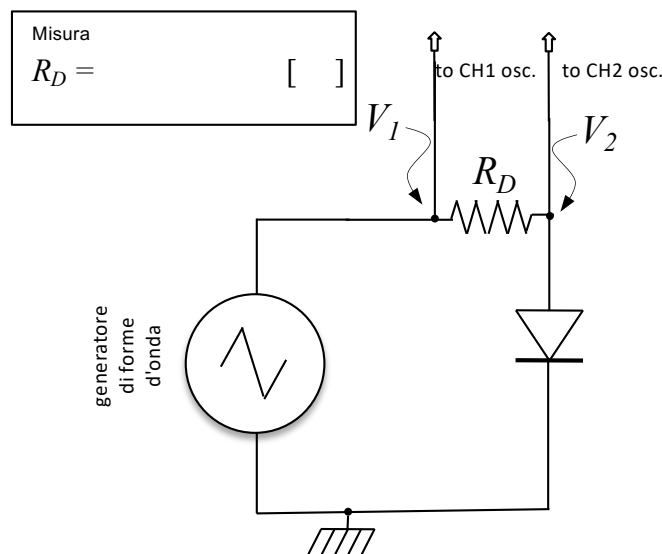 Misura
R_D = [ ]
to CH1 osc.
to CH2 osc.
V_1
V_2
R_D
generatore
di forme
d'onda